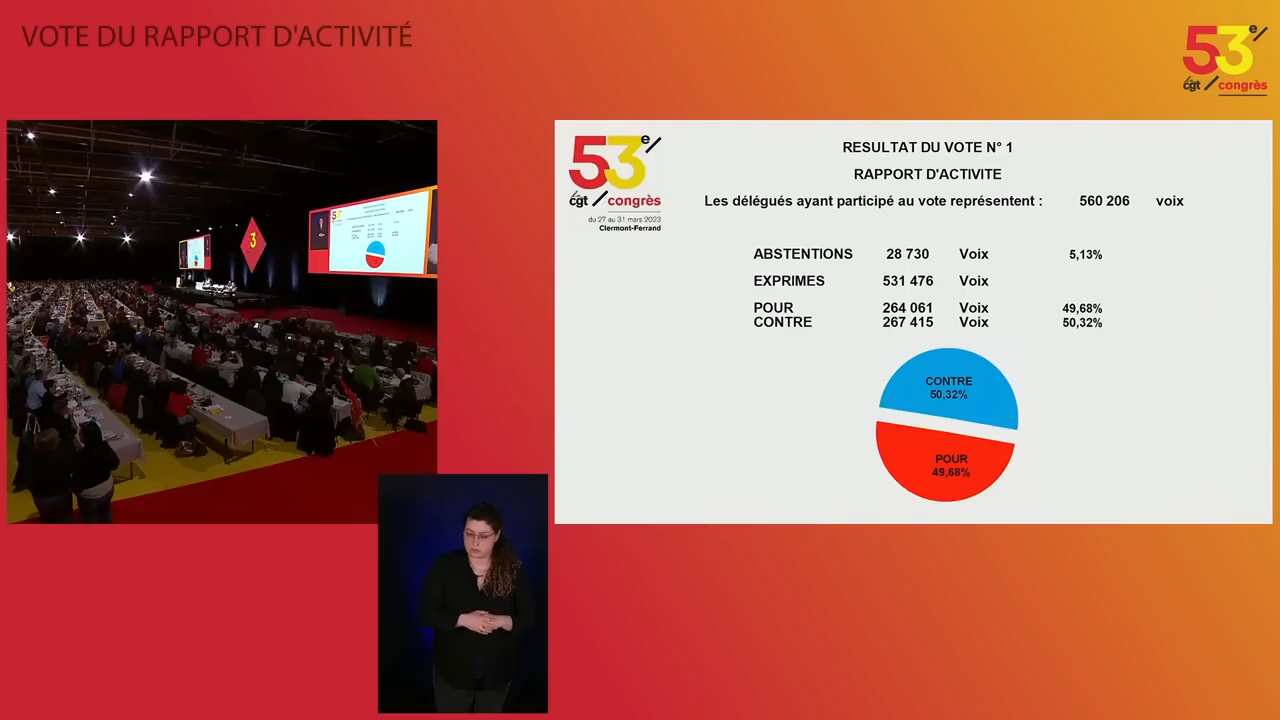 VOTE DU RAPPORT D'ACTIVITÉ
53e/
cgt congrès
3
53e/
cgt congrès
du 27 au 31 mars 2023
Clermont-Ferrand
RESULTAT DU VOTE N° 1
RAPPORT D'ACTIVITE
Les délégués ayant participé au vote représentent : 560 206 voix
ABSTENTIONS 28 730 Voix 5,13%
EXPRIMES 531 476 Voix
POUR 264 061 Voix 49,68%
CONTRE 267 415 Voix 50,32%
CONTRE
50,32%
POUR
49,68%